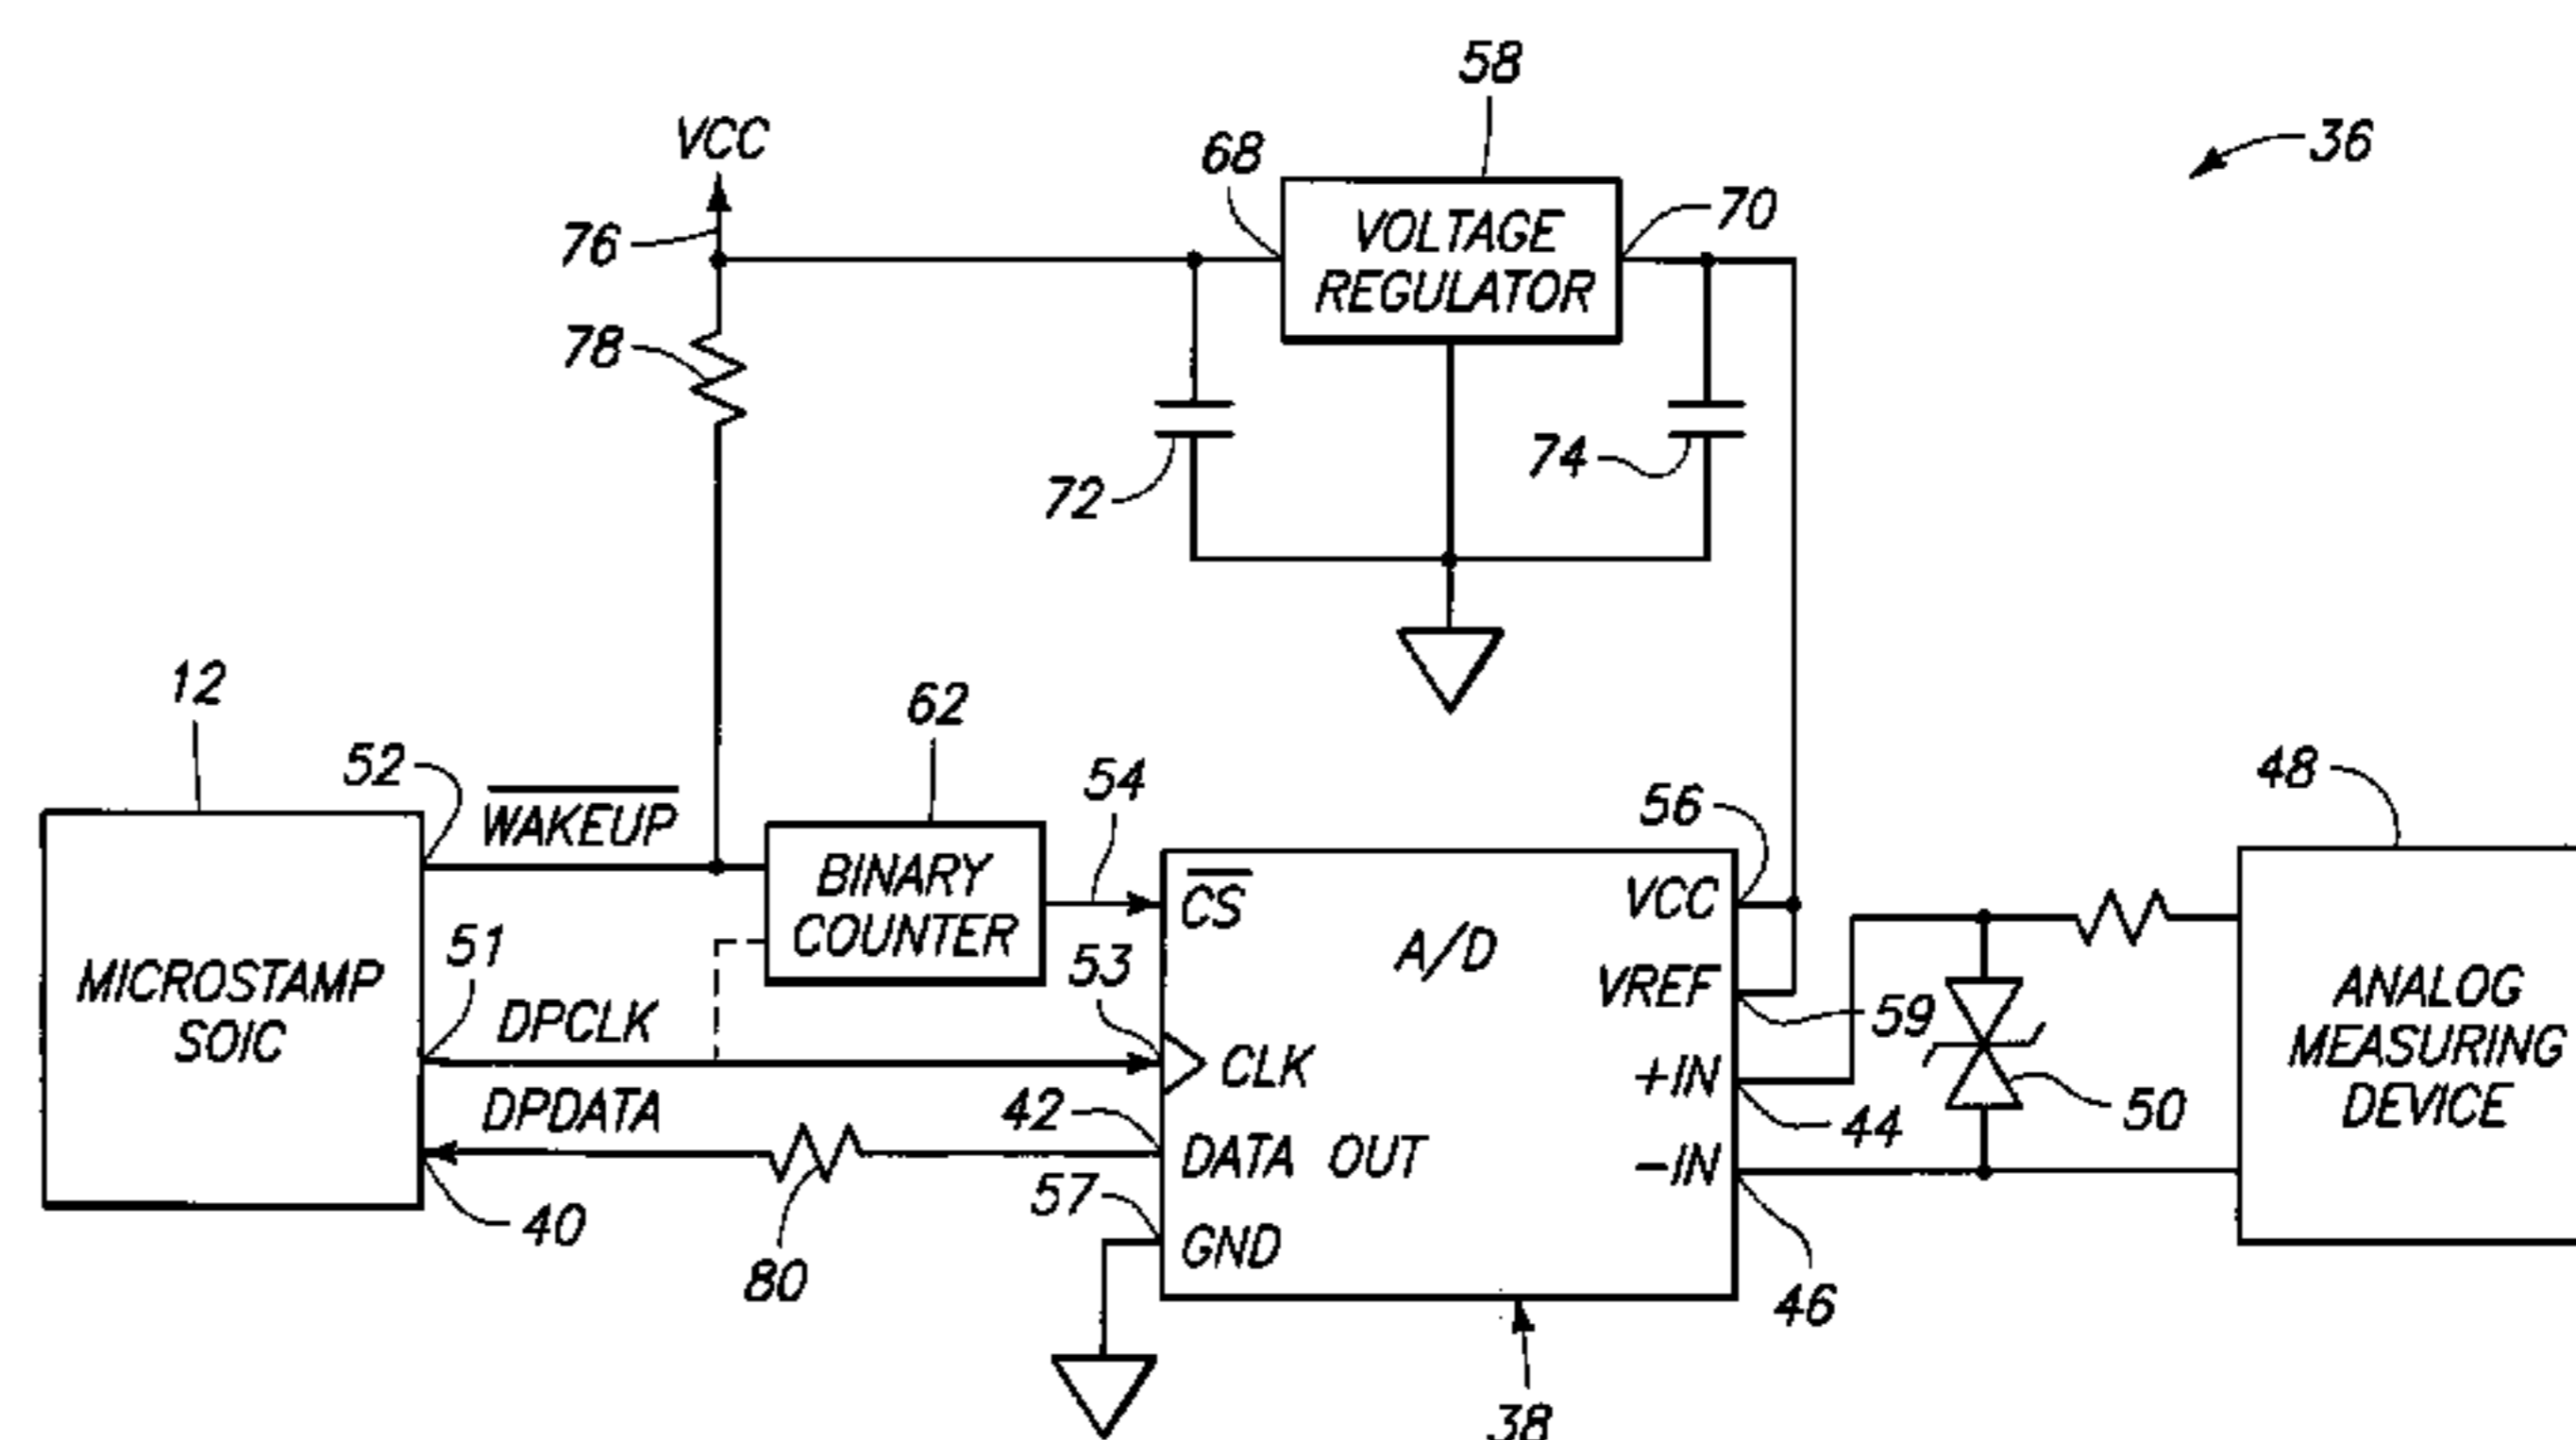 58
36
VCC
68
70
76
VOLTAGE
REGULATOR
78
72
74
12
62
52
WAKEUP
54
56
48
BINARY
COUNTER
CS
VCC
51
53
A/D
MICROSTAMP
SOIC
DPCLK
VREF
59
ANALOG
MEASURING
DEVICE
CLK
+IN
DPDATA
42
44
50
DATA OUT
-IN
40
57
GND
80
46
38